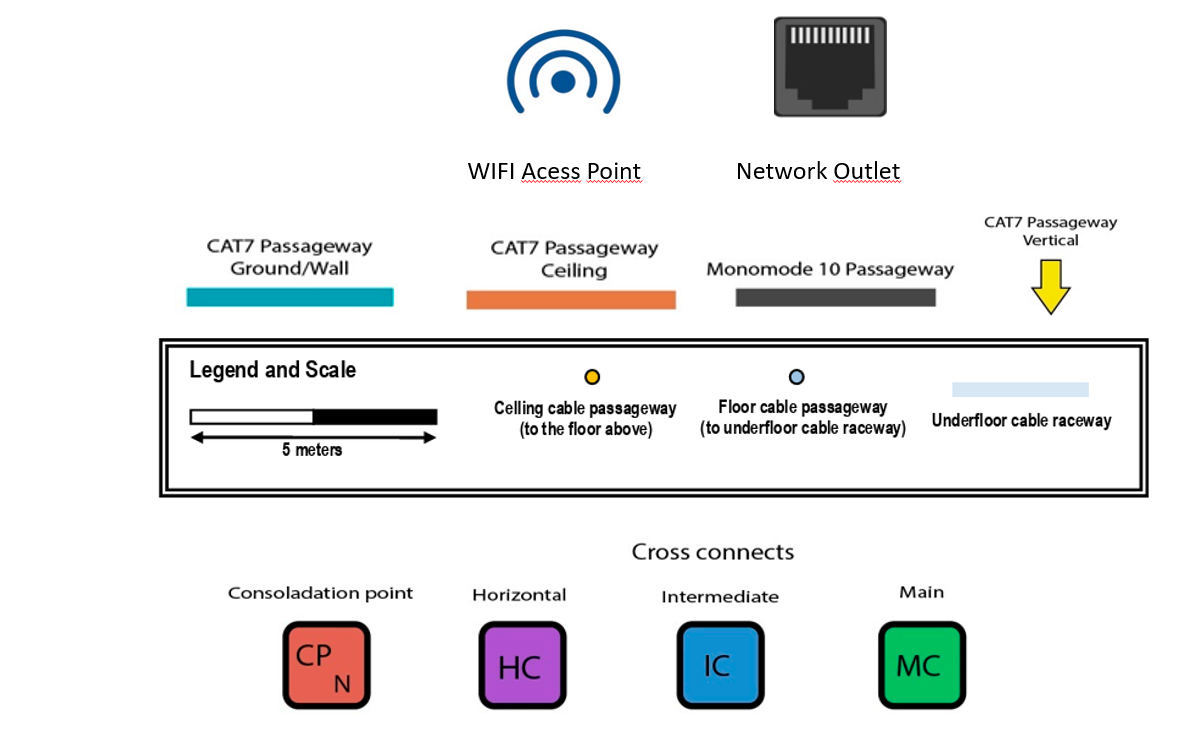 WIFI Acess Point
Network Outlet
CAT7 Passageway
Ground/Wall
CAT7 Passageway
Ceiling
Monomode 10 Passageway
CAT7 Passageway
Vertical
Legend and Scale
5 meters
Celling cable passageway
(to the floor above)
Floor cable passageway
(to underfloor cable raceway)
Underfloor cable raceway
Cross connects
Consoladation point
Horizontal
Intermediate
Main
CP
N
HC
IC
MC